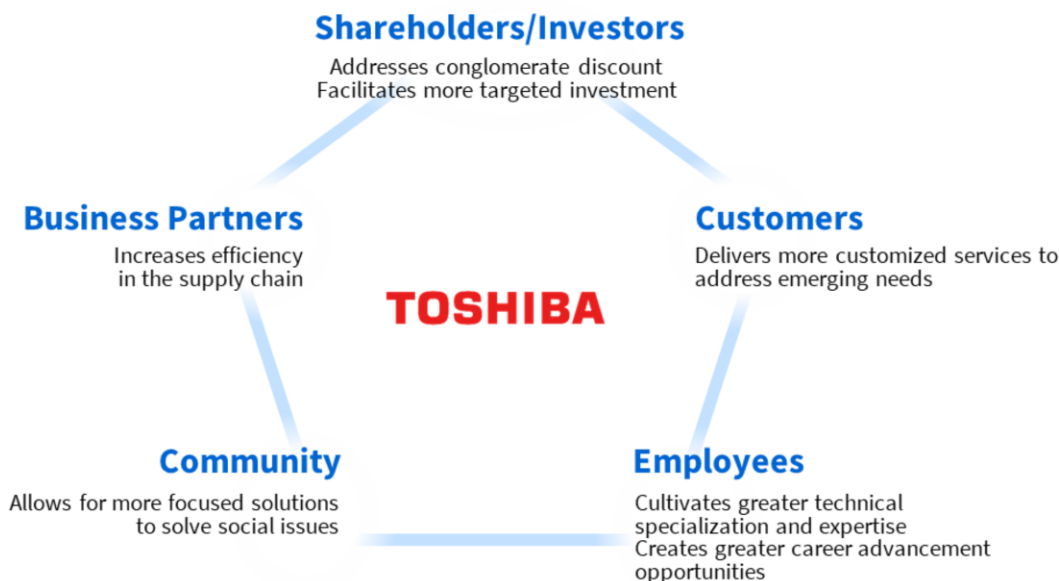 Shareholders/Investors
Addresses conglomerate discount
Facilitates more targeted investment
Business Partners
Increases efficiency
in the supply chain
Customers
Delivers more customized services to
address emerging needs
TOSHIBA
Community
Allows for more focused solutions
to solve social issues
Employees
Cultivates greater technical
specialization and expertise
Creates greater career advancement
opportunities